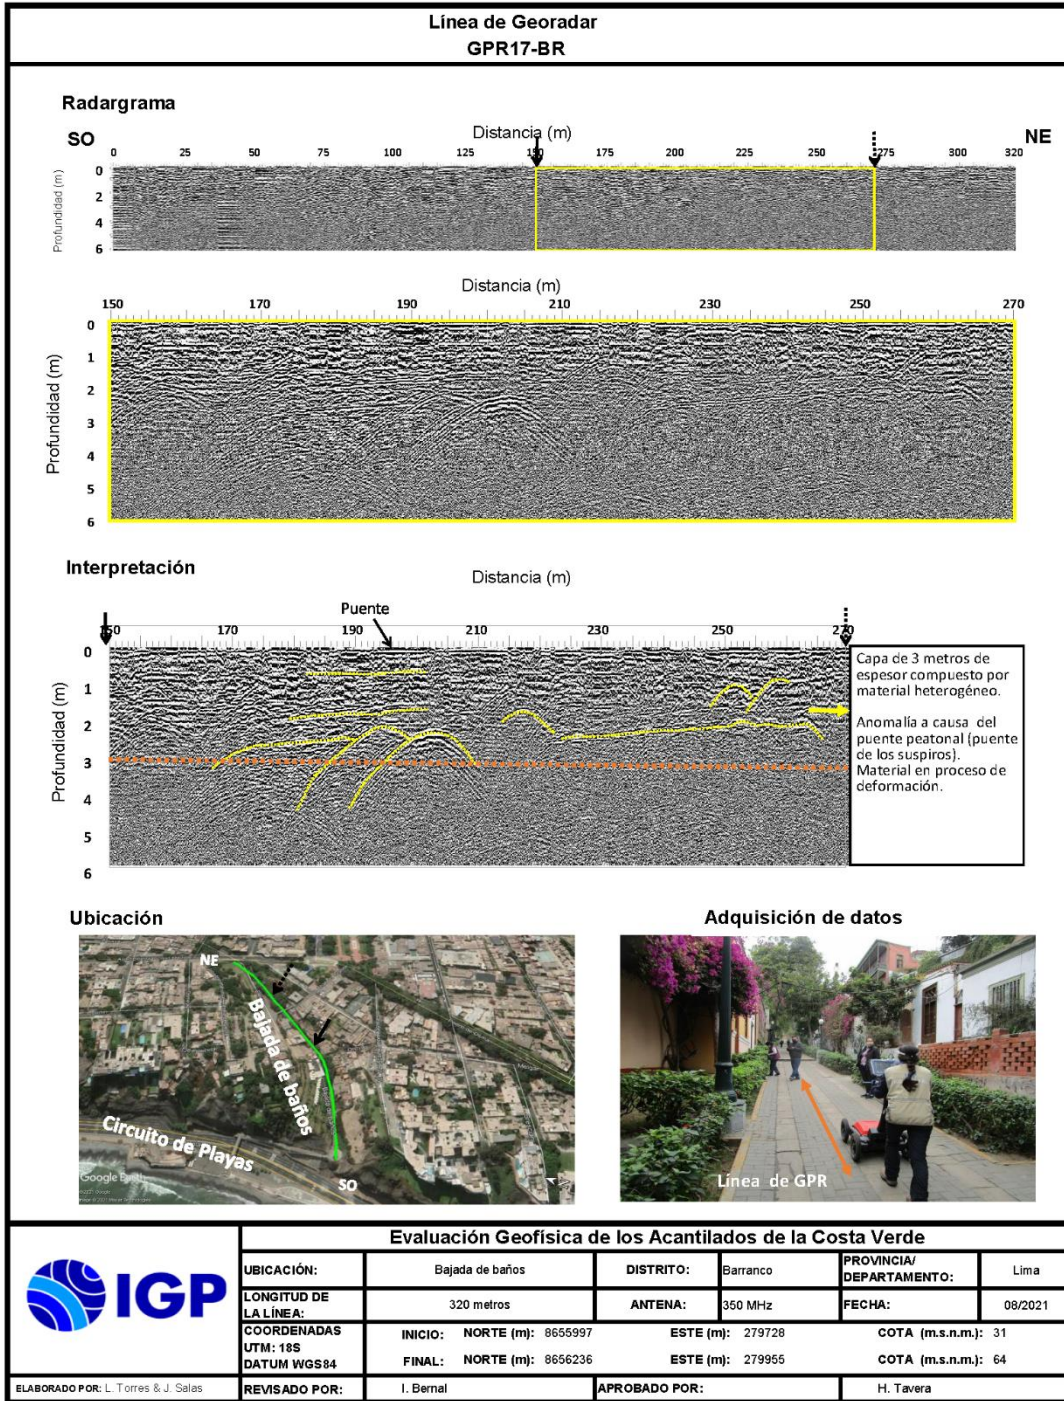 Línea de Georadar
GPR17-BR
Radargrama
SO
Distancia (m)
NE
0 25 50 75 100 125 150 175 200 225 250 275 300 320
Profundidad (m)
0
2
4
6
Distancia (m)
150 170 190 210 230 250 270
Profundidad (m)
0
1
2
3
4
5
6
Interpretación
Distancia (m)
Puente
150 170 190 210 230 250 270
Profundidad (m)
0
1
2
3
4
5
6
Capa de 3 metros de
espesor compuesto por
material heterogéneo.
Anomalía a causa del
puente peatonal (puente
de los suspiros).
Material en proceso de
deformación.
Ubicación
NE
Bajada de baños
Circuito de Playas
SO
Google Earth
Adquisición de datos
Línea de GPR
IGP
Evaluación Geofísica de los Acantilados de la Costa Verde
UBICACIÓN: Bajada de baños DISTRITO: Barranco PROVINCIA/
DEPARTAMENTO: Lima
LONGITUD DE
LA LÍNEA: 320 metros ANTENA: 350 MHz FECHA: 08/2021
COORDENADAS
UTM: 18S
DATUM WGS84
INICIO: NORTE (m): 8655997 ESTE (m): 279728 COTA (m.s.n.m.): 31
FINAL: NORTE (m): 8656236 ESTE (m): 279955 COTA (m.s.n.m.): 64
ELABORADO POR: L. Torres & J. Salas REVISADO POR: I. Bernal APROBADO POR: H. Tavera